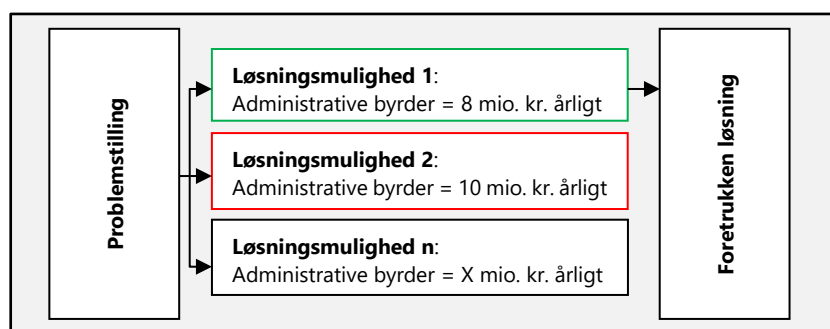 Problemstilling
Løsningsmulighed 1:
Administrative byrder = 8 mio. kr. årligt
Løsningsmulighed 2:
Administrative byrder = 10 mio. kr. årligt
Løsningsmulighed n:
Administrative byrder = X mio. kr. årligt
Foretrukken løsning